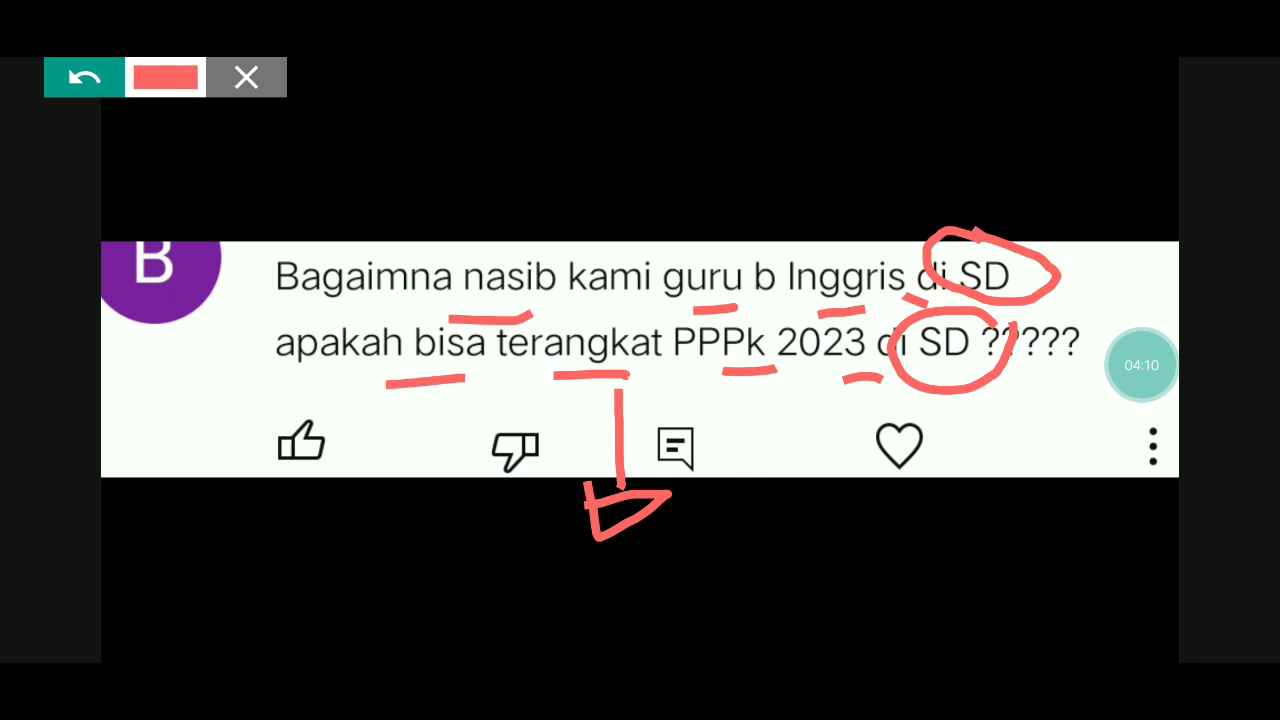 B
Bagaimna nasib kami guru b Inggris di SD
apakah bisa terangkat PPPk 2023 di SD ?????
04:10